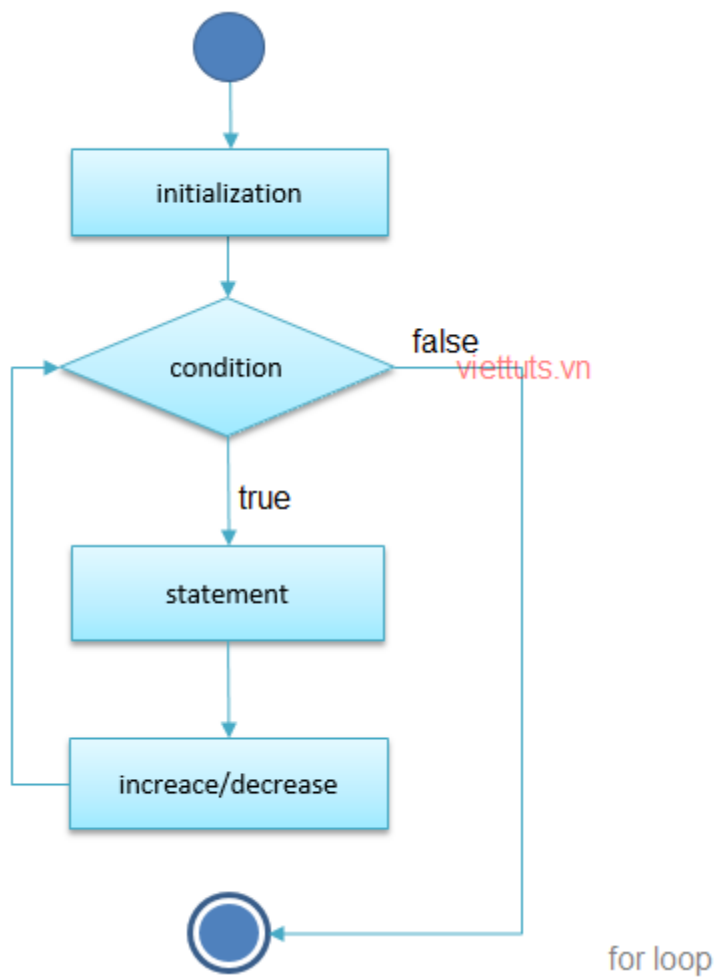 initialization
condition
false
viettuts.vn
true
statement
increace/decrease
for loop